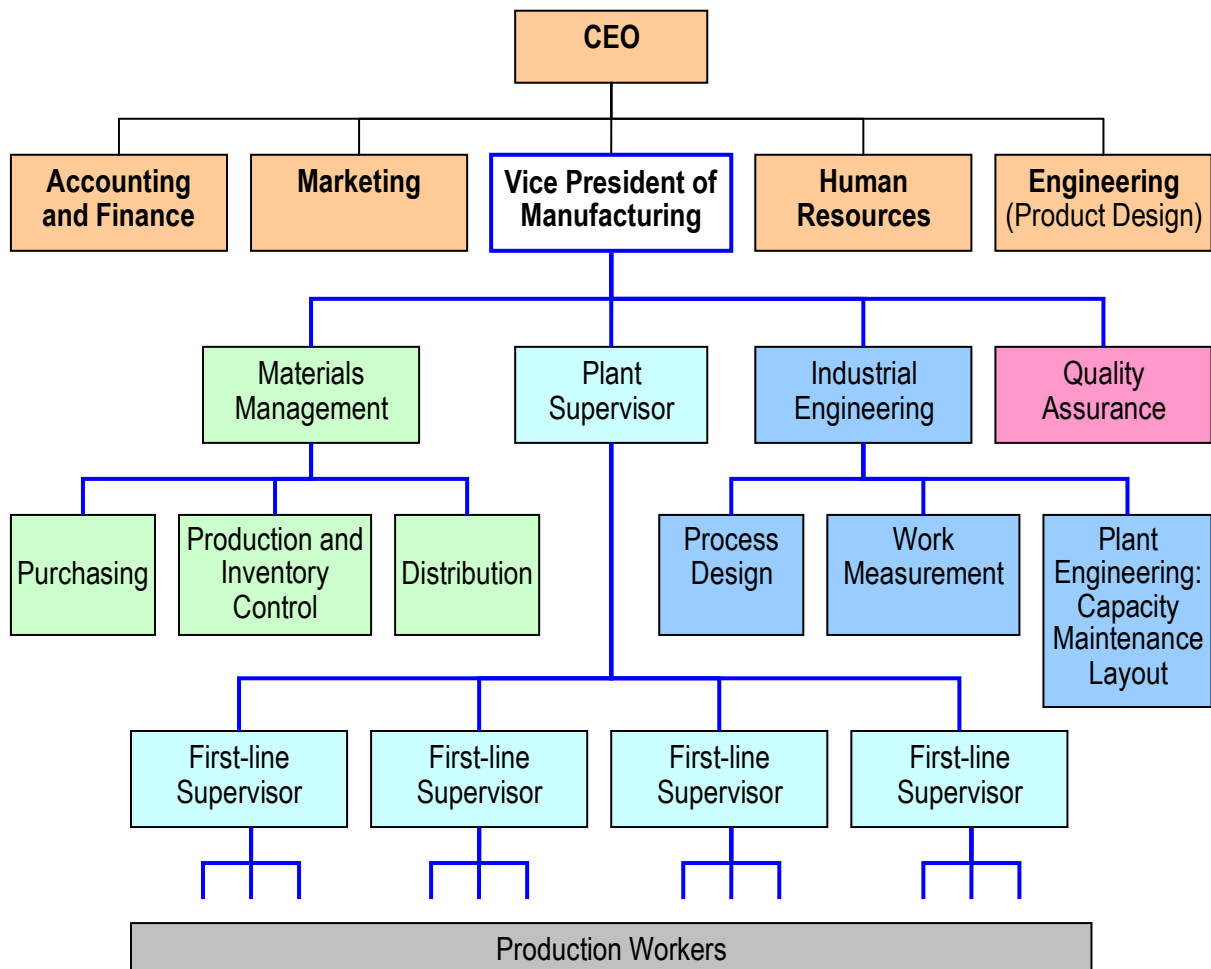 CEO
Accounting
and Finance
Marketing
Vice President of
Manufacturing
Human
Resources
Engineering
(Product Design)
Materials
Management
Plant
Supervisor
Industrial
Engineering
Quality
Assurance
Purchasing
Production and
Inventory
Control
Distribution
Process
Design
Work
Measurement
Plant
Engineering:
Capacity
Maintenance
Layout
First-line
Supervisor
First-line
Supervisor
First-line
Supervisor
First-line
Supervisor
Production Workers